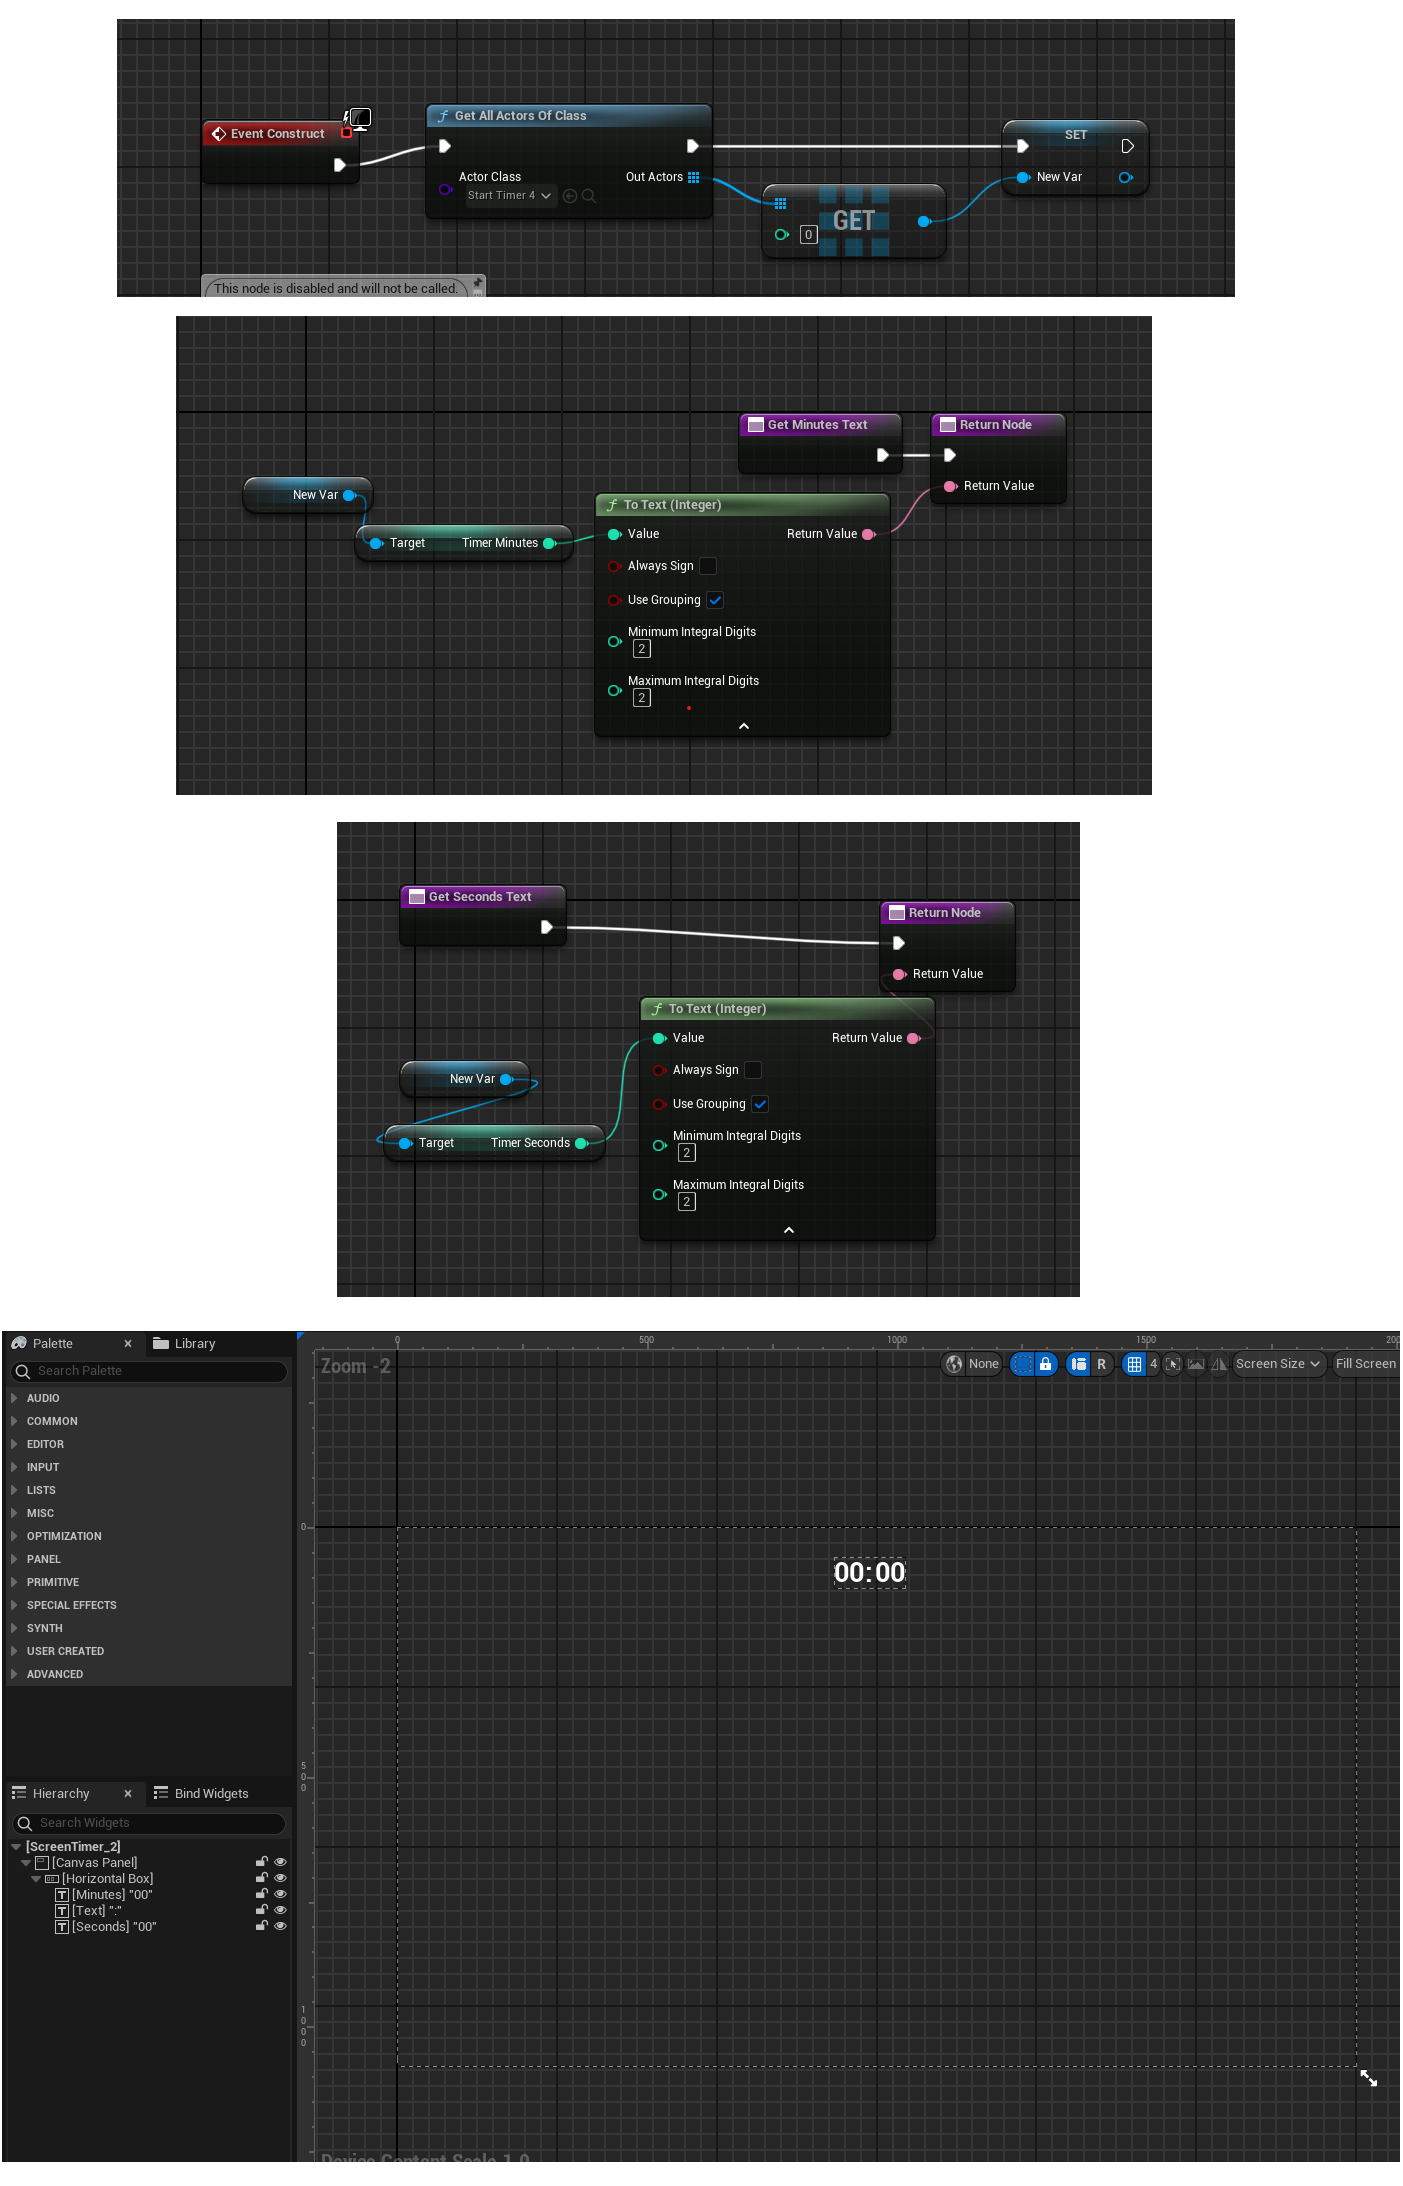 Event Construct
Get All Actors Of Class
SET
Actor Class
Out Actors
New Var
Start Timer 4
GET
0
This node is disabled and will not be called.
Get Minutes Text
Return Node
Return Value
New Var
To Text (Integer)
Target
Timer Minutes
Value
Return Value
Always Sign
Use Grouping
Minimum Integral Digits
2
Maximum Integral Digits
2
Get Seconds Text
Return Node
Return Value
To Text (Integer)
Value
Return Value
New Var
Always Sign
Use Grouping
Target
Timer Seconds
Minimum Integral Digits
2
Maximum Integral Digits
2
Palette
Library
0
500
1000
1500
200
Search Palette
Zoom -2
None
R
4
Screen Size
Fill Screen
AUDIO
COMMON
EDITOR
INPUT
LISTS
MISC
OPTIMIZATION
PANEL
PRIMITIVE
SPECIAL EFFECTS
SYNTH
USER CREATED
ADVANCED
0
00:00
500
1000
Hierarchy
Bind Widgets
Search Widgets
[ScreenTimer_2]
[Canvas Panel]
[Horizontal Box]
[Minutes] "00"
[Text] ":"
[Seconds] "00"
Device Content Scale 1.0